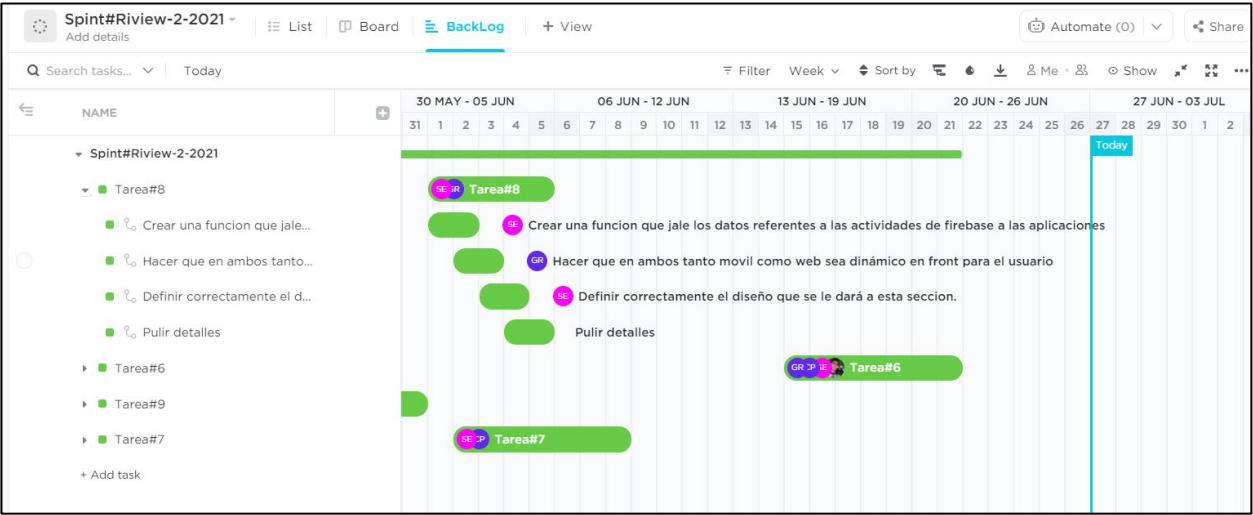 Spint#Riview-2-2021
Add details
List
Board
BackLog
+ View
Automate (0)
Share
Search tasks...
Today
Filter
Week
Sort by
Me
Show
NAME
30 MAY - 05 JUN 06 JUN - 12 JUN 13 JUN - 19 JUN 20 JUN - 26 JUN 27 JUN - 03 JUL
31 1 2 3 4 5 6 7 8 9 10 11 12 13 14 15 16 17 18 19 20 21 22 23 24 25 26 27 28 29 30 1 2
Today
Spint#Riview-2-2021
Tarea#8
SE GR Tarea#8
Crear una funcion que jale...
SE Crear una funcion que jale los datos referentes a las actividades de firebase a las aplicaciones
Hacer que en ambos tanto...
GR Hacer que en ambos tanto movil como web sea dinámico en front para el usuario
Definir correctamente el d...
SE Definir correctamente el diseño que se le dará a esta seccion.
Pulir detalles
Pulir detalles
Tarea#6
GR CP SE Tarea#6
Tarea#9
Tarea#7
SE CP Tarea#7
+ Add task